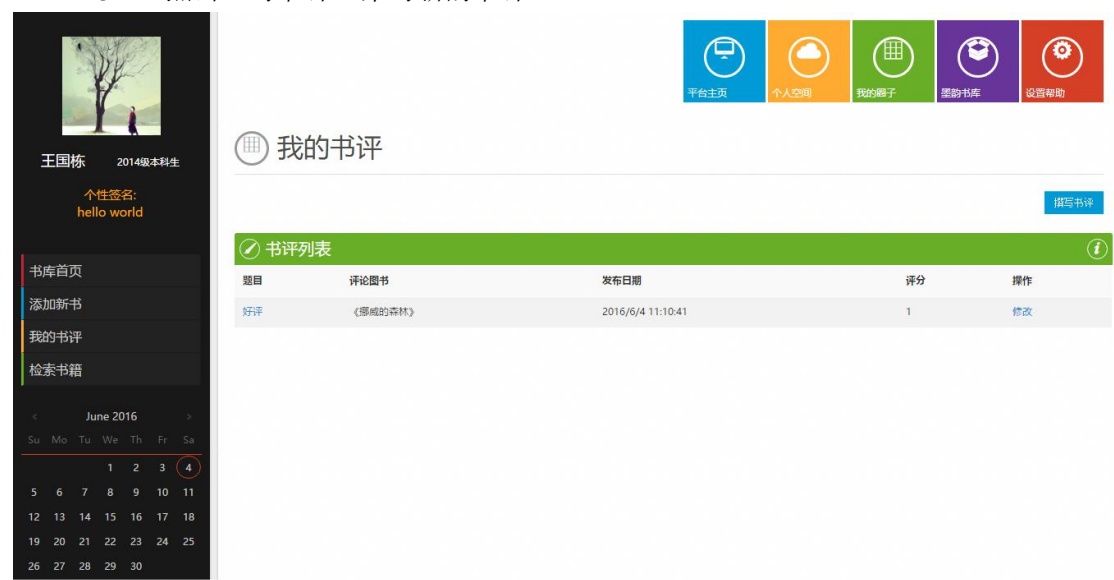 平台主页
个人空间
我的圈子
墨韵书库
设置帮助
王国栋 2014级本科生
个性签名:
hello world
书库首页
添加新书
我的书评
检索书籍
< June 2016 >
Su Mo Tu We Th Fr Sa
1 2 3 4
5 6 7 8 9 10 11
12 13 14 15 16 17 18
19 20 21 22 23 24 25
26 27 28 29 30
我的书评
撰写书评
书评列表
题目 评论图书 发布日期 评分 操作
好评 《挪威的森林》 2016/6/4 11:10:41 1 修改